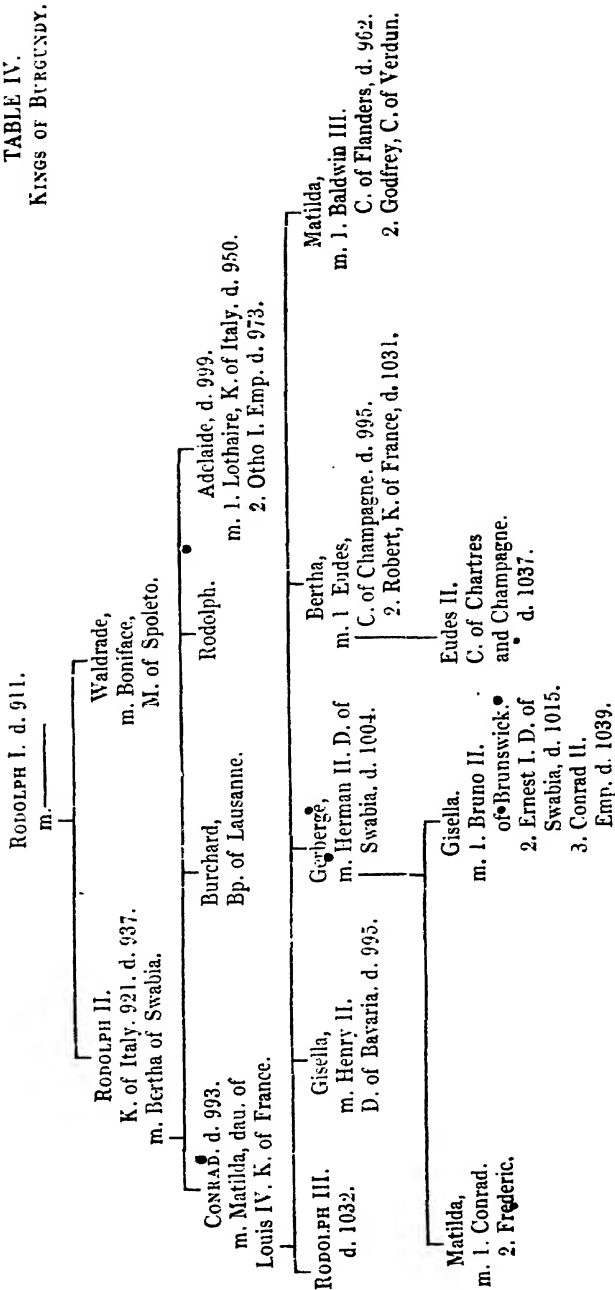 TABLE IV.
KINGS OF BURGUNDY.
RODOLPH I. d. 911.
m.
RODOLPH II.
K. of Italy. 921. d. 937.
m. Bertha of Swabia.
Waldrade,
m. Boniface,
M. of Spoleto.
CONRAD. d. 993.
m. Matilda, dau. of
Louis IV. K. of France.
Burchard,
Bp. of Lausanne.
Rodolph.
Adelaide, d. 999.
m. 1. Lothaire, K. of Italy. d. 950.
2. Otho I. Emp. d. 973.
RODOLPH III.
d. 1032.
Gisella,
m. Henry II.
D. of Bavaria. d. 995.
Gerberge,
m. Herman II. D. of
Swabia, d. 1004.
Bertha,
m. 1 Eudes,
C. of Champagne. d. 995.
2. Robert, K. of France, d. 1031.
Matilda,
m. 1. Baldwin III.
C. of Flanders, d. 962.
2. Godfrey, C. of Verdun.
Matilda,
m. 1. Conrad.
2. Frederic.
Gisella.
m. 1. Bruno II.
of Brunswick.
2. Ernest I. D. of
Swabia, d. 1015.
3. Conrad II.
Emp. d. 1039.
Eudes II.
C. of Chartres
and Champagne.
d. 1037.